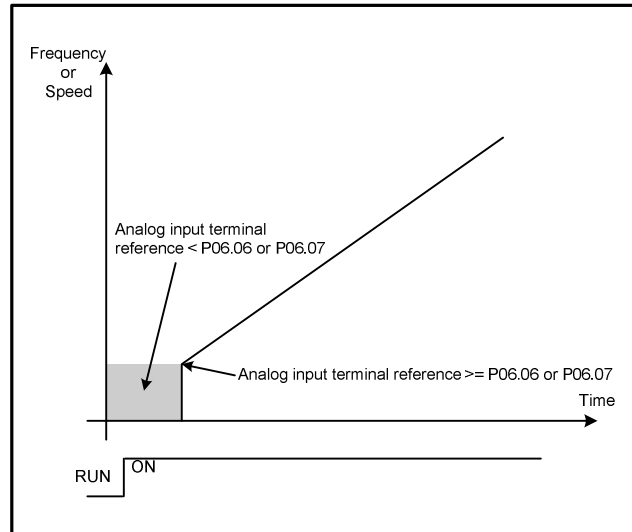 Frequency
or
Speed
Analog input terminal
reference < P06.06 or P06.07
Analog input terminal reference >= P06.06 or P06.07
Time
ON
RUN